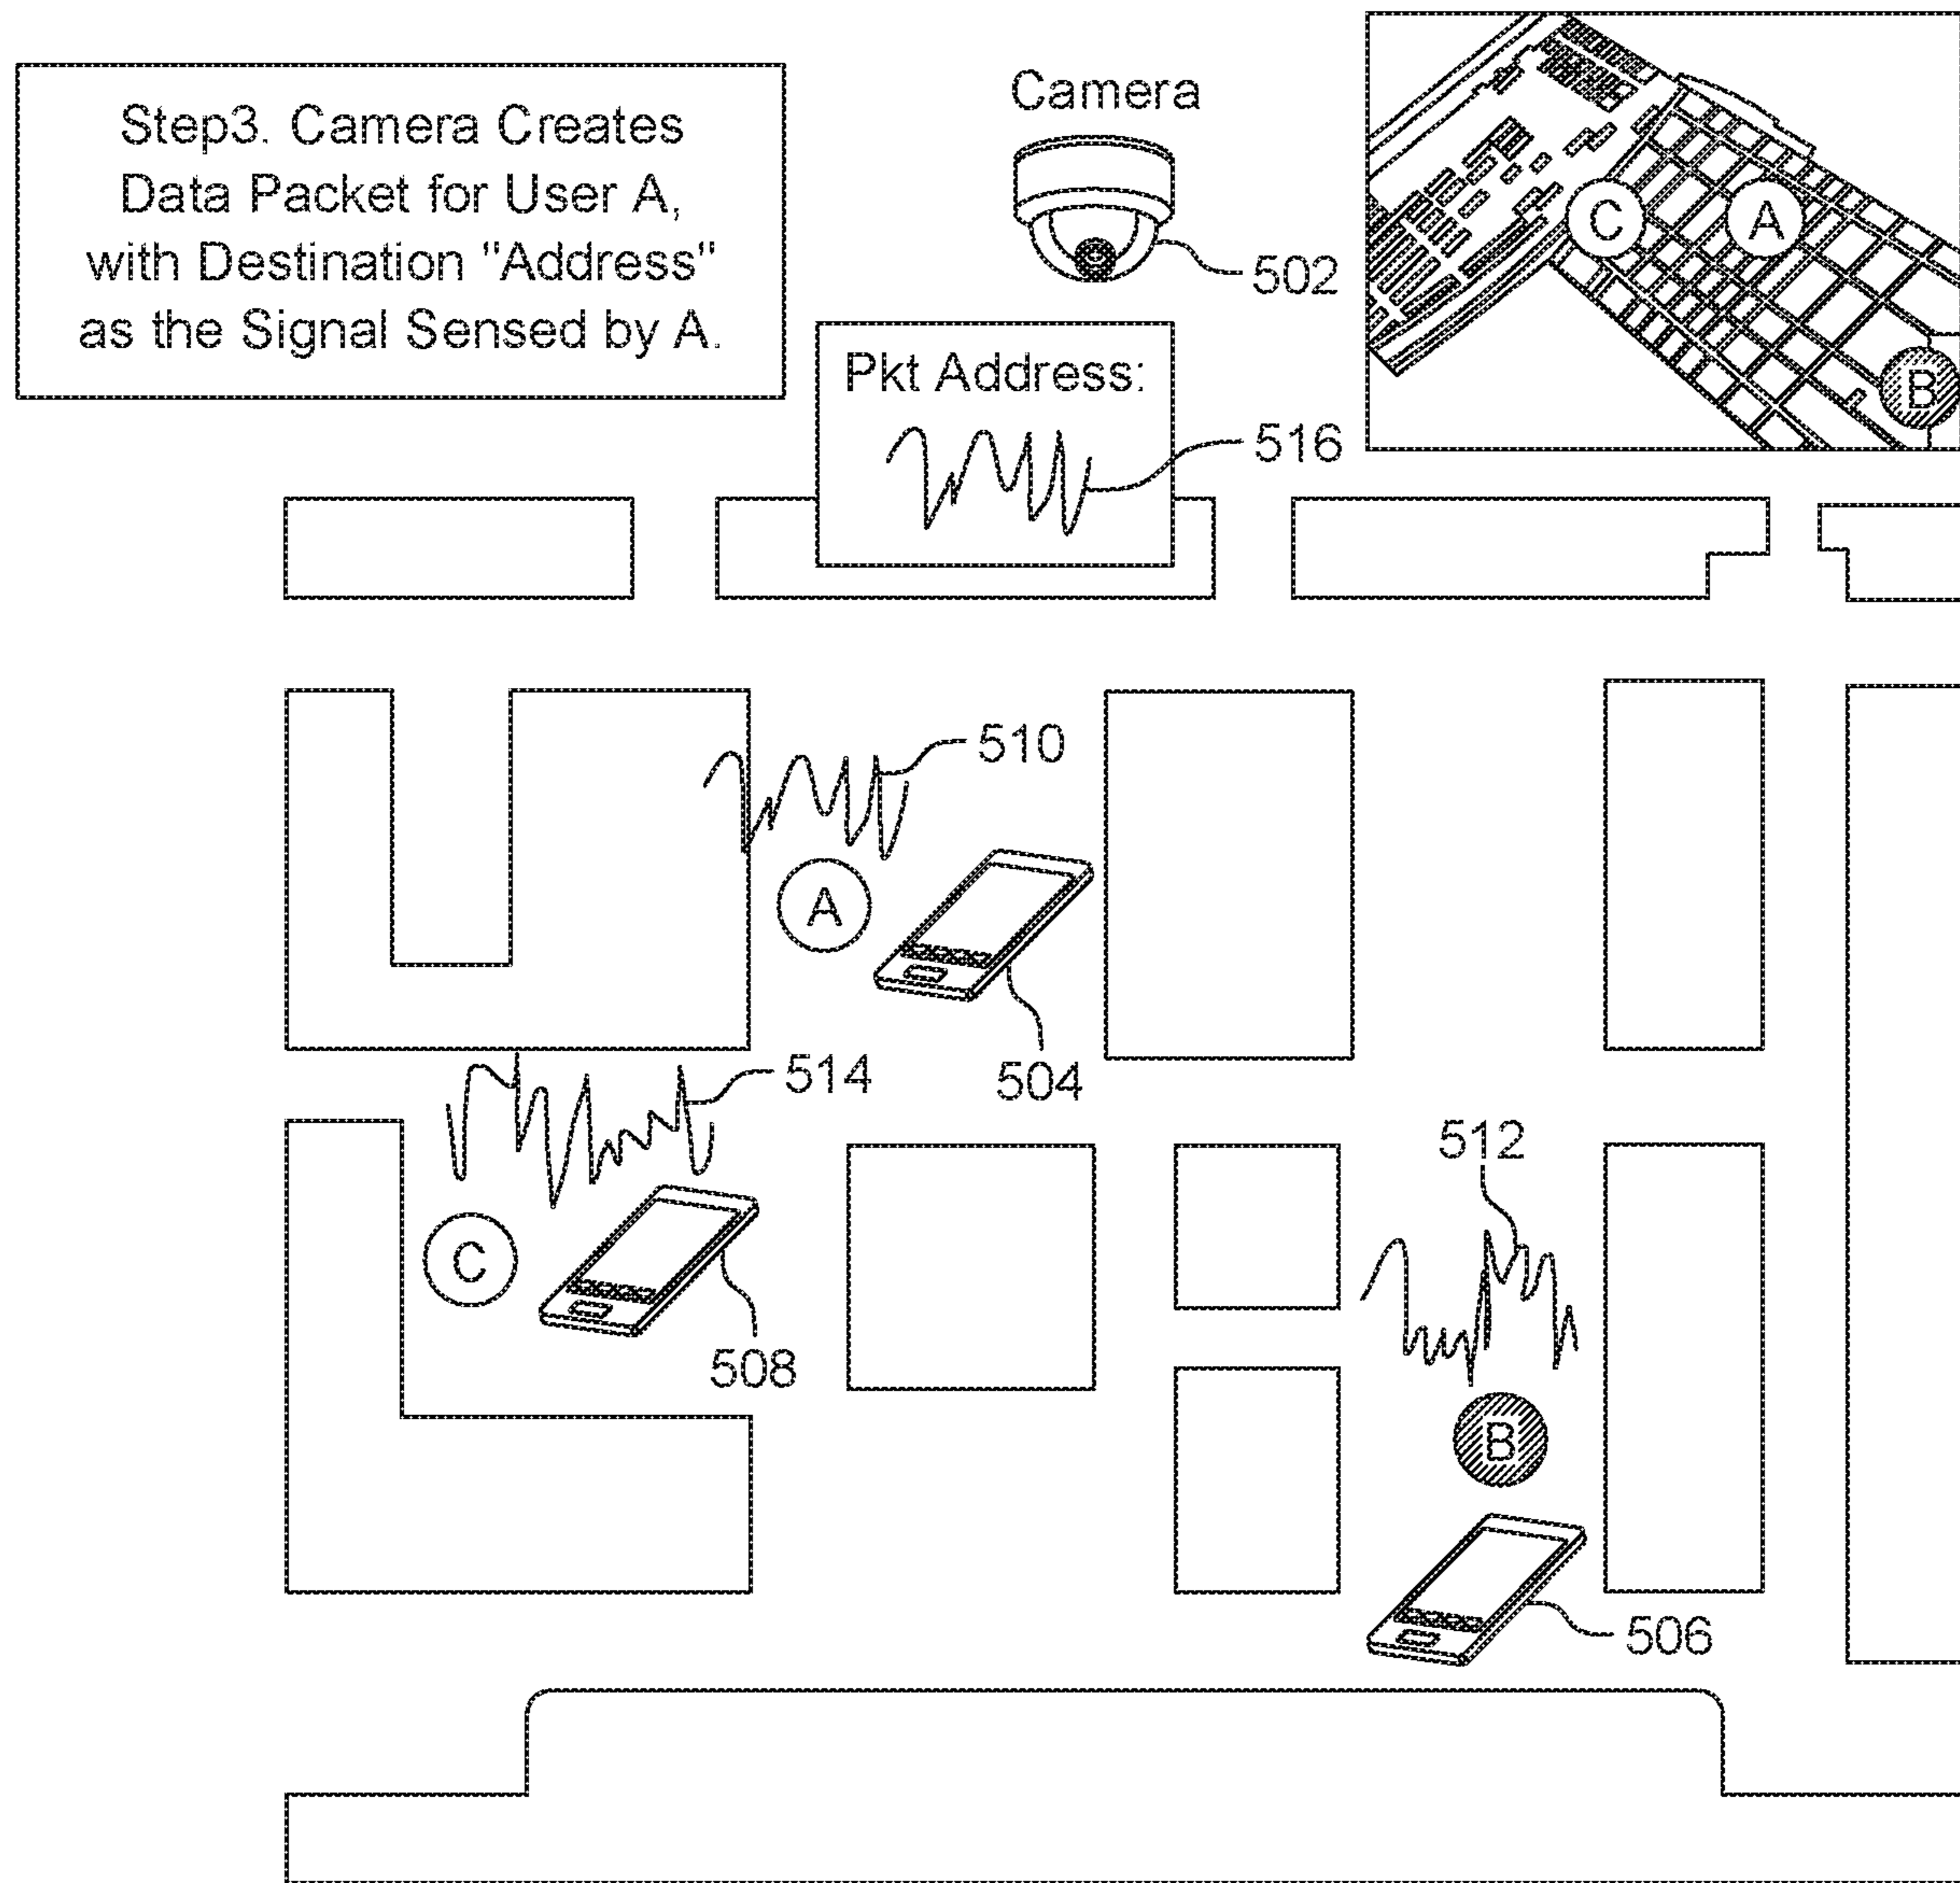 Step3. Camera Creates
Data Packet for User A,
with Destination "Address"
as the Signal Sensed by A.
Camera
502
C
A
B
Pkt Address:
516
510
A
504
514
C
508
512
B
506